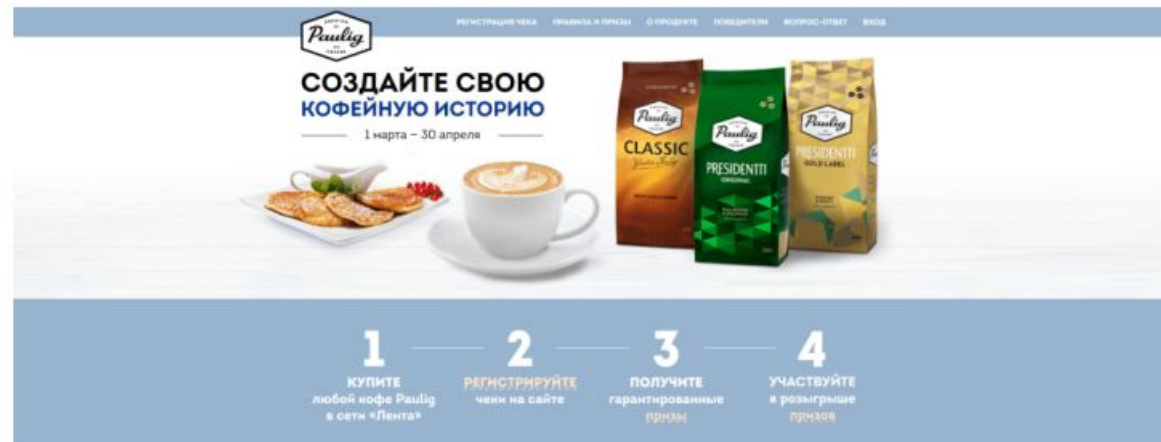 Paulig
РЕГИСТРАЦИЯ ЧЕКА ПРАВИЛА И ПРИЗЫ О ПРОДУКТЕ ПОБЕДИТЕЛИ ВОПРОС-ОТВЕТ ВХОД
СОЗДАЙТЕ СВОЮ
КОФЕЙНУЮ ИСТОРИЮ
1 марта – 30 апреля
Paulig
CLASSIC
Paulig
PRESIDENTTI
ORIGINAL
Paulig
PRESIDENTTI
GOLD LABEL
1 2 3 4
КУПИТЕ
любой кофе Paulig
в сети «Лента»
РЕГИСТРИРУЙТЕ
чеки на сайте
ПОЛУЧИТЕ
гарантированные
призы
УЧАСТВУЙТЕ
в розыгрыше
призов